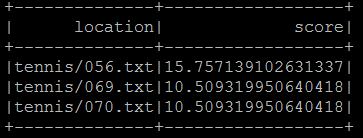 +--------------+------------------+
|      location|             score|
+--------------+------------------+
|tennis/056.txt|15.757139102631337|
|tennis/069.txt|10.509319950640418|
|tennis/070.txt|10.509319950640418|
+--------------+------------------+